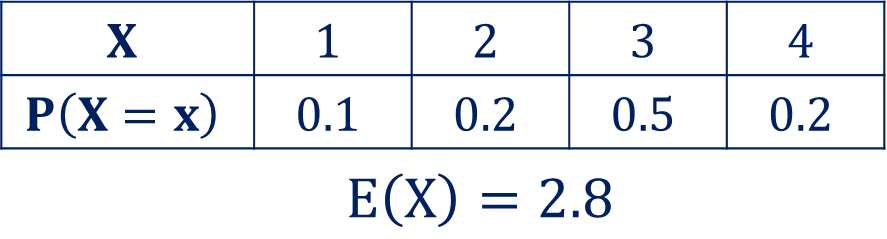 X 1 2 3 4
P(X = x) 0.1 0.2 0.5 0.2
E(X) = 2.8